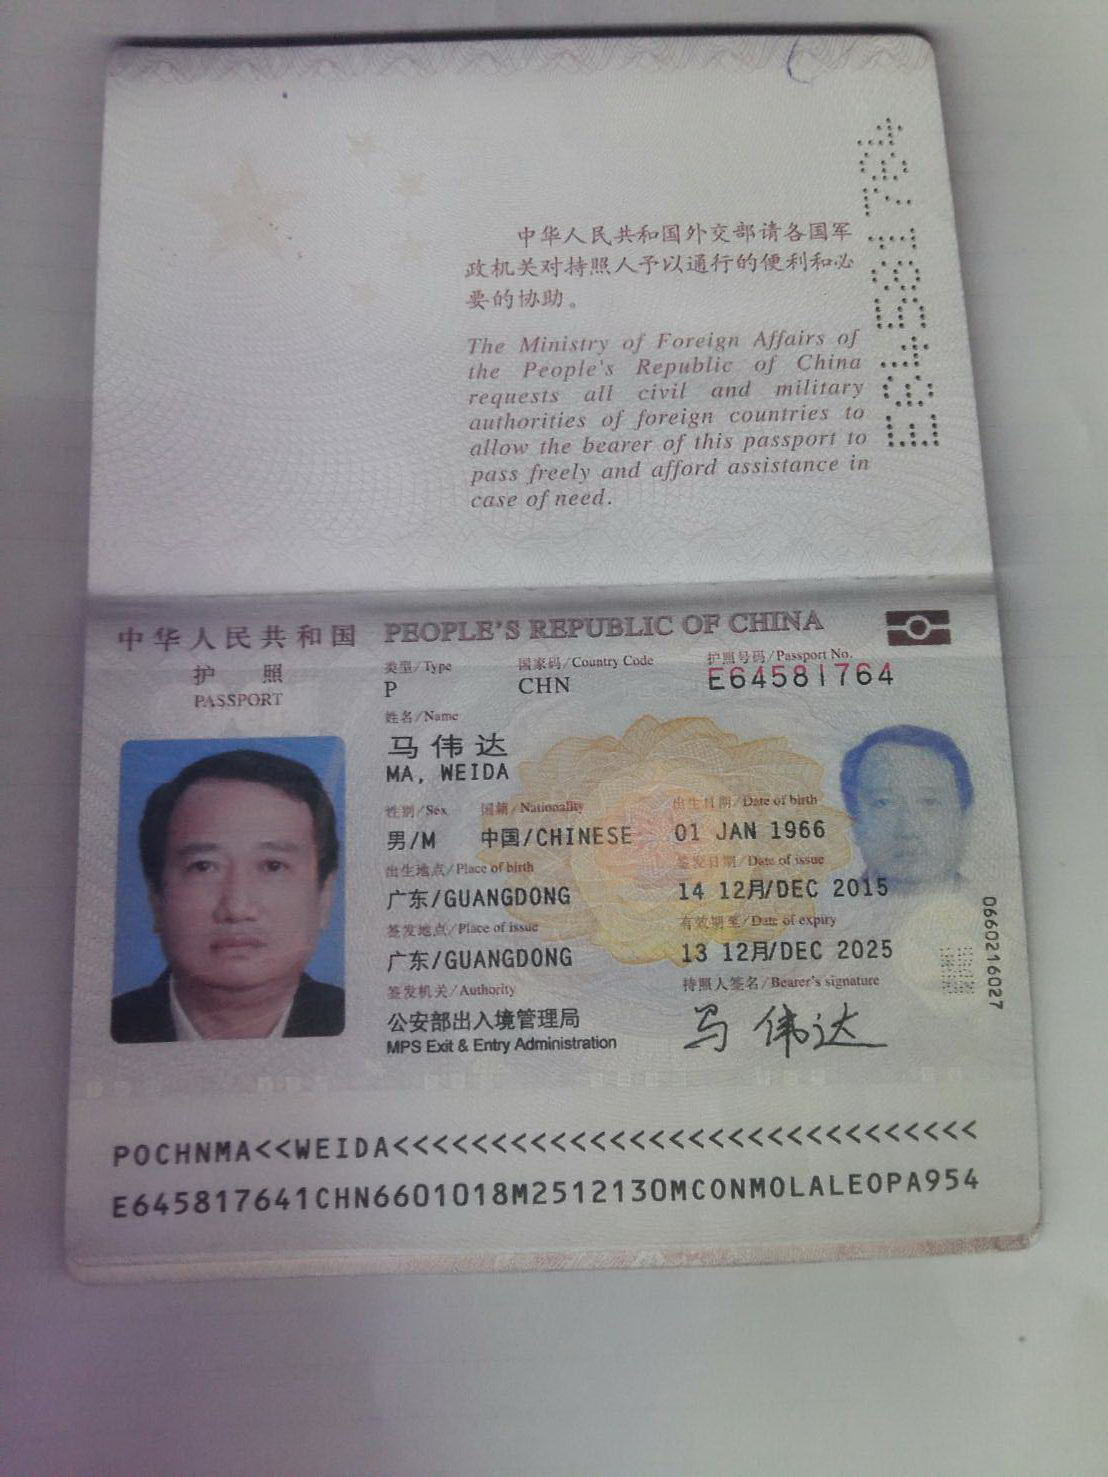 中华人民共和国外交部请各国军
政机关对持照人予以通行的便利和必
要的协助。
The Ministry of Foreign Affairs of
the People's Republic of China
requests all civil and military
authorities of foreign countries to
allow the bearer of this passport to
pass freely and afford assistance in
case of need.
E64581764
中华人民共和国 PEOPLE'S REPUBLIC OF CHINA
护 照
PASSPORT
类型/Type 国家码/Country Code 护照号码/Passport No.
P CHN E64581764
姓名/Name
马伟达
MA, WEIDA
性别/Sex 国籍/Nationality 出生日期/Date of birth
男/M 中国/CHINESE 01 JAN 1966
出生地点/Place of birth 签发日期/Date of issue
广东/GUANGDONG 14 12月/DEC 2015
签发地点/Place of issue 有效期至/Date of expiry
广东/GUANGDONG 13 12月/DEC 2025
签发机关/Authority 持照人签名/Bearer's signature
公安部出入境管理局 马伟达
MPS Exit & Entry Administration
0660216027
POCHNMA<<WEIDA<<<<<<<<<<<<<<<<<<<<<<<<<<<<<<
E645817641CHN6601018M2512130MCONMOLALEOPA954